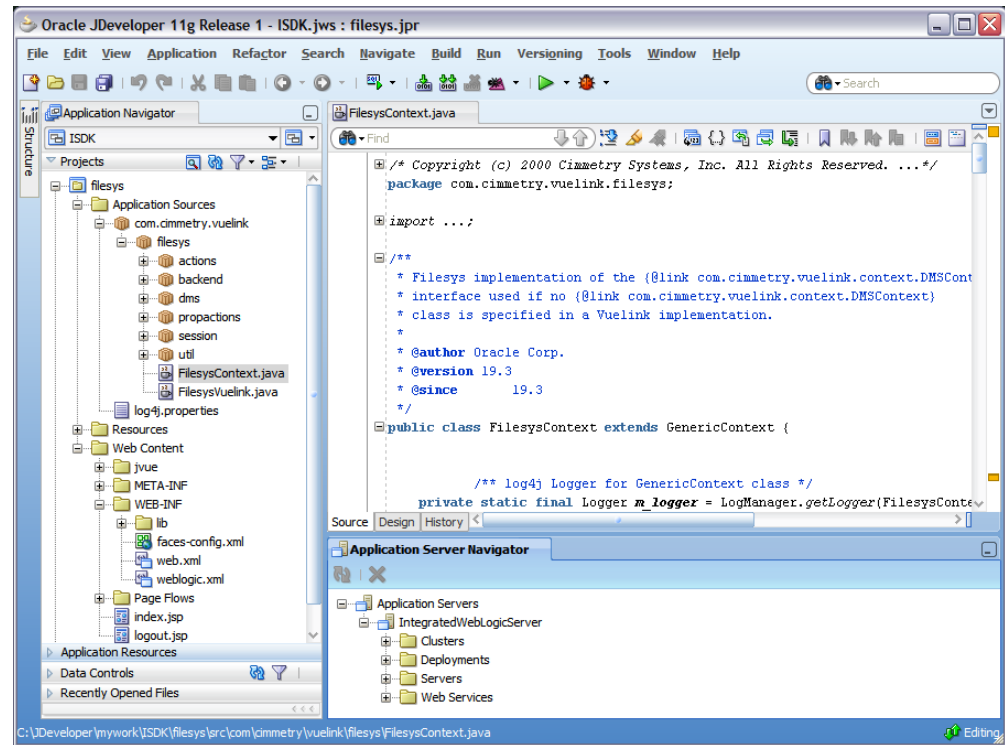 Oracle JDeveloper 11g Release 1 - ISDK.jws : filesys.jpr
File Edit View Application Refactor Search Navigate Build Run Versioning Tools Window Help
Search
Structure
Application Navigator
ISDK
Projects
filesys
Application Sources
com.cimmetry.vuelink
filesys
actions
backend
dms
propactions
session
util
FilesysContext.java
FilesysVuelink.java
log4j.properties
Resources
Web Content
jvue
META-INF
WEB-INF
lib
faces-config.xml
web.xml
weblogic.xml
Page Flows
index.jsp
logout.jsp
Application Resources
Data Controls
Recently Opened Files
FilesysContext.java
Find
/* Copyright (c) 2000 Cimmetry Systems, Inc. All Rights Reserved. ...*/
package com.cimmetry.vuelink.filesys;
import ...;
/**
* Filesys implementation of the {@link com.cimmetry.vuelink.context.DMSCont
* interface used if no {@link com.cimmetry.vuelink.context.DMSContext}
* class is specified in a Vuelink implementation.
*
* @author Oracle Corp.
* @version 19.3
* @since 19.3
*/
public class FilesysContext extends GenericContext {
/** log4j Logger for GenericContext class */
private static final Logger m_logger = LogManager.getLogger(FilesysConte
Source Design History
Application Server Navigator
Application Servers
IntegratedWebLogicServer
Clusters
Deployments
Servers
Web Services
C:\JDeveloper\mywork\ISDK\filesys\src\com\cimmetry\vuelink\filesys\FilesysContext.java
Editing